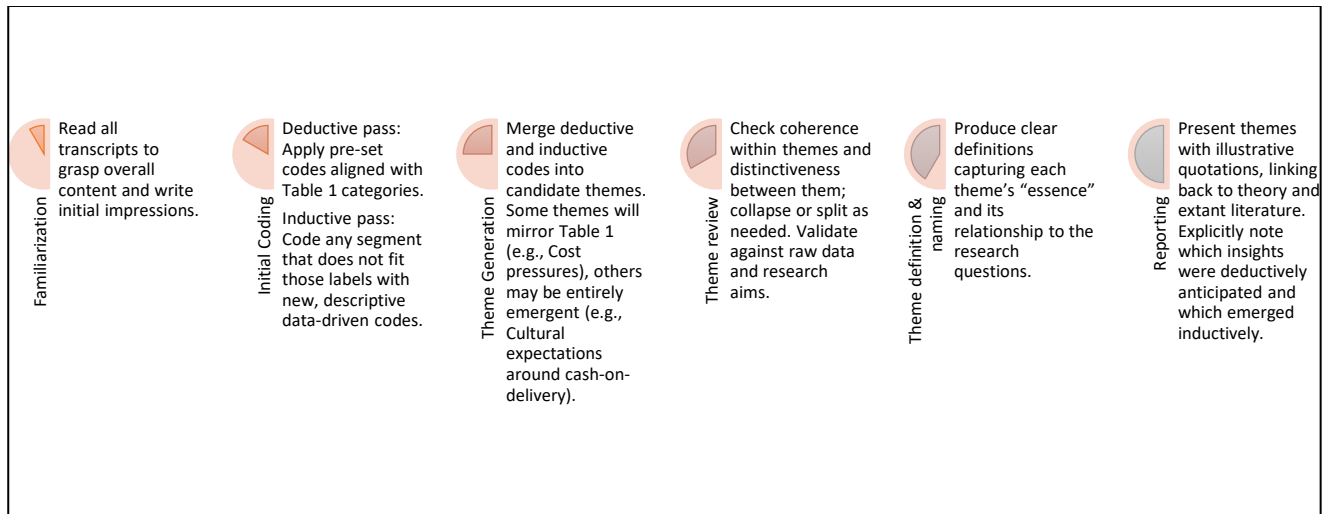 Familiarization
Read all
transcripts to
grasp overall
content and write
initial impressions.
Initial Coding
Deductive pass:
Apply pre-set
codes aligned with
Table 1 categories.
Inductive pass:
Code any segment
that does not fit
those labels with
new, descriptive
data-driven codes.
Theme Generation
Merge deductive
and inductive
codes into
candidate themes.
Some themes will
mirror Table 1
(e.g., Cost
pressures), others
may be entirely
emergent (e.g.,
Cultural
expectations
around cash-on-
delivery).
Theme review
Check coherence
within themes and
distinctiveness
between them;
collapse or split as
needed. Validate
against raw data
and research
aims.
Theme definition &
naming
Produce clear
definitions
capturing each
theme’s “essence”
and its
relationship to the
research
questions.
Reporting
Present themes
with illustrative
quotations, linking
back to theory and
extant literature.
Explicitly note
which insights
were deductively
anticipated and
which emerged
inductively.